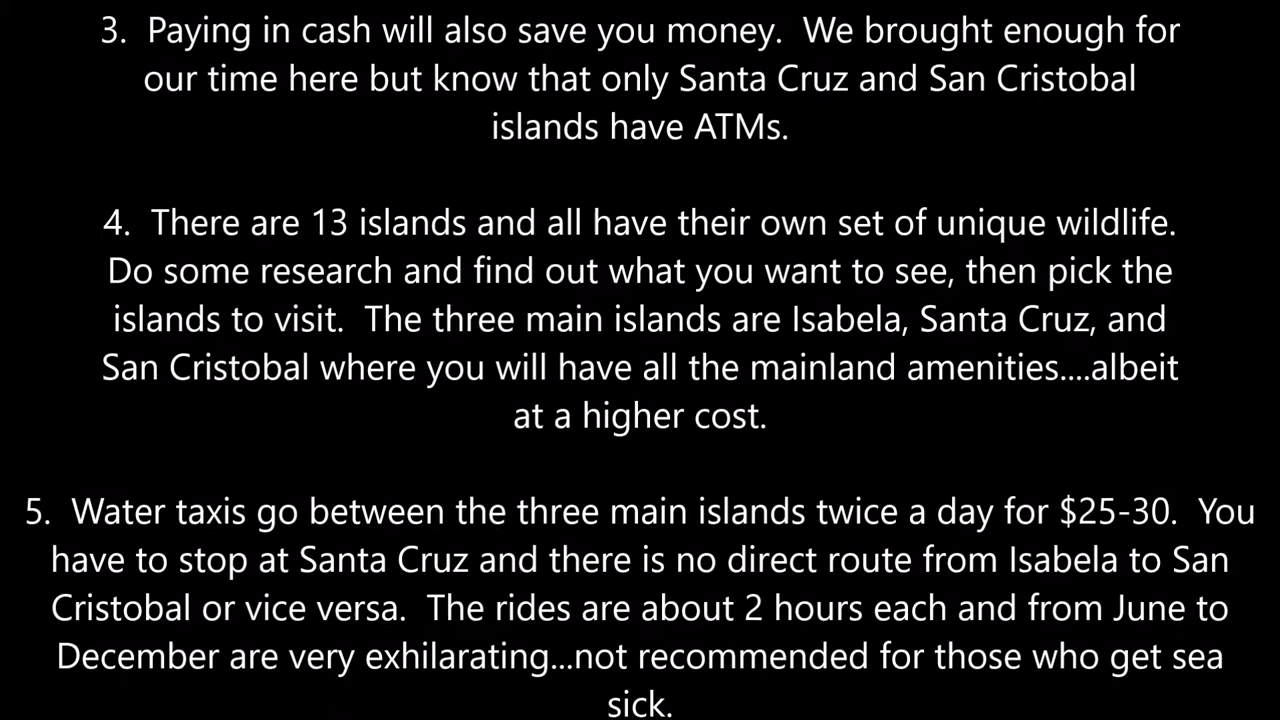 3.  Paying in cash will also save you money.  We brought enough for
our time here but know that only Santa Cruz and San Cristobal
islands have ATMs.
4.  There are 13 islands and all have their own set of unique wildlife.
Do some research and find out what you want to see, then pick the
islands to visit.  The three main islands are Isabela, Santa Cruz, and
San Cristobal where you will have all the mainland amenities....albeit
at a higher cost.
5.  Water taxis go between the three main islands twice a day for $25-30.  You
have to stop at Santa Cruz and there is no direct route from Isabela to San
Cristobal or vice versa.  The rides are about 2 hours each and from June to
December are very exhilarating...not recommended for those who get sea
sick.